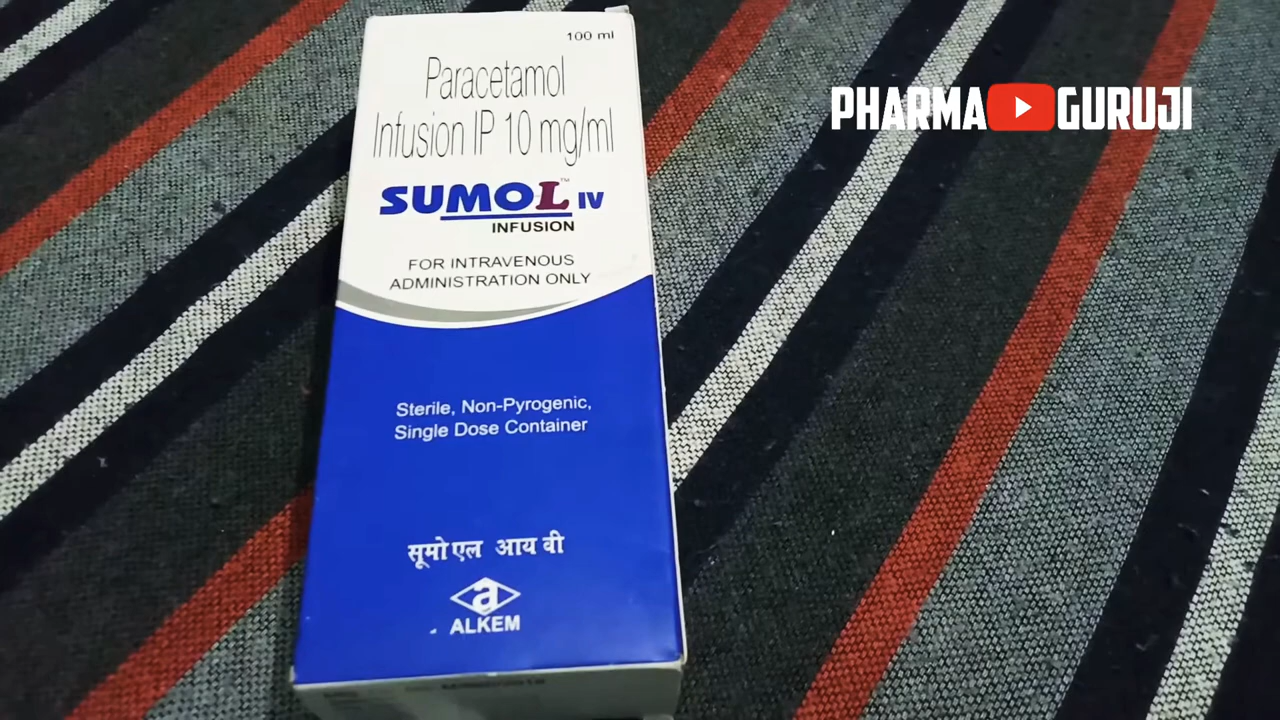 100 ml
Paracetamol
Infusion IP 10 mg/ml
SUMOL™ IV
INFUSION
FOR INTRAVENOUS
ADMINISTRATION ONLY
Sterile, Non-Pyrogenic,
Single Dose Container
सूमोएल आय वी
a
ALKEM
PHARMA GURUJI